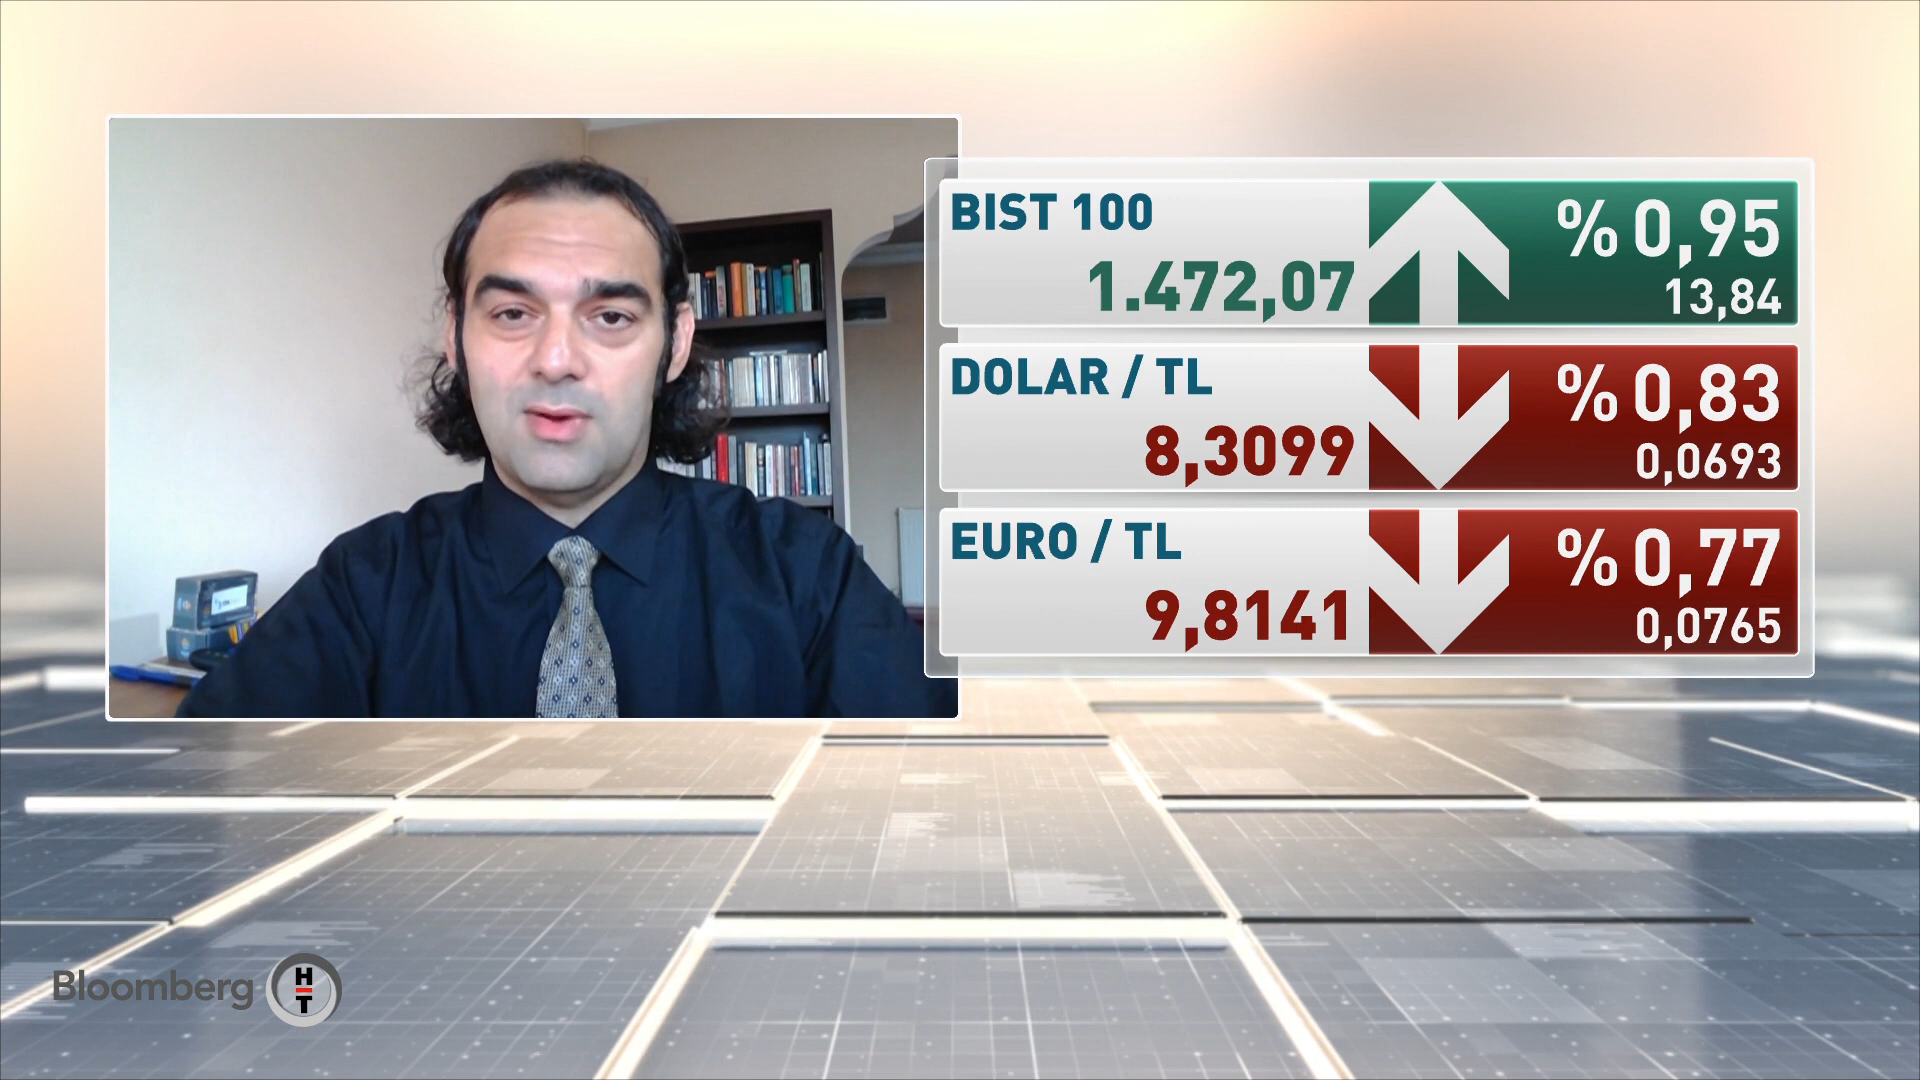 BIST 100
1.472,07
% 0,95
13,84
DOLAR / TL
8,3099
% 0,83
0,0693
EURO / TL
9,8141
% 0,77
0,0765
Bloomberg HT